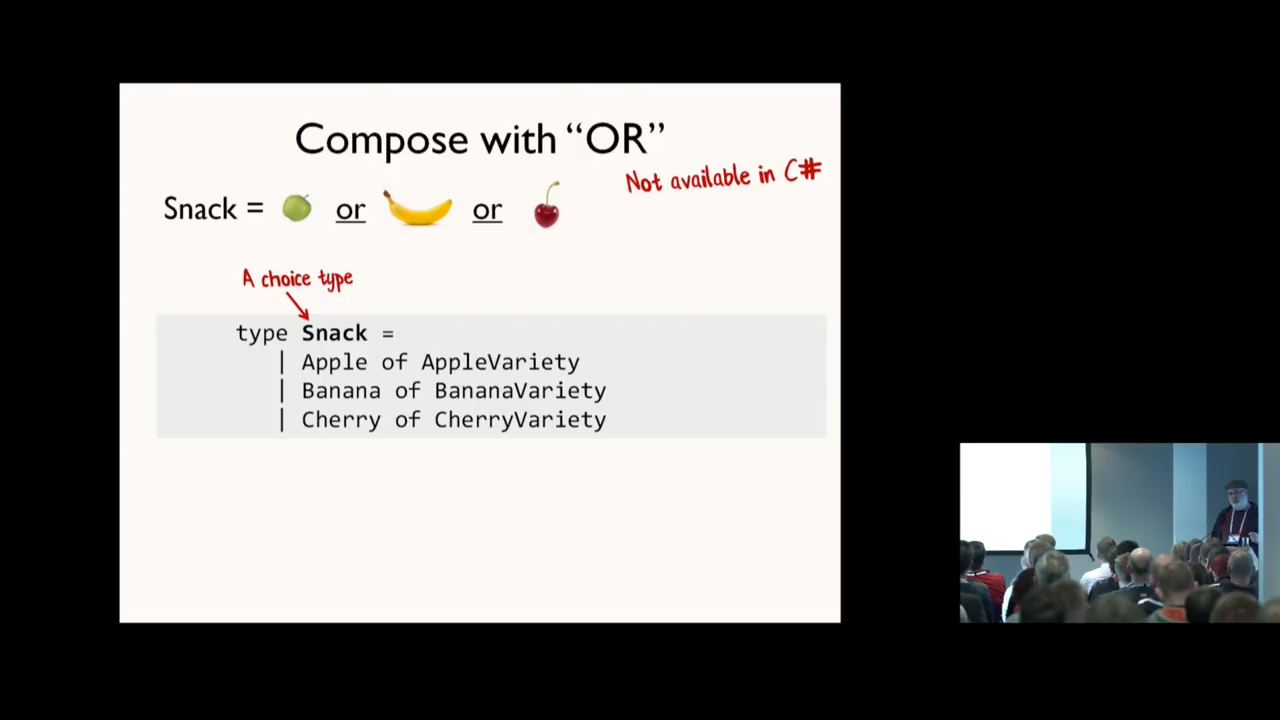 Compose with “OR”
Not available in C#
Snack = or or
A choice type
type Snack =
| Apple of AppleVariety
| Banana of BananaVariety
| Cherry of CherryVariety